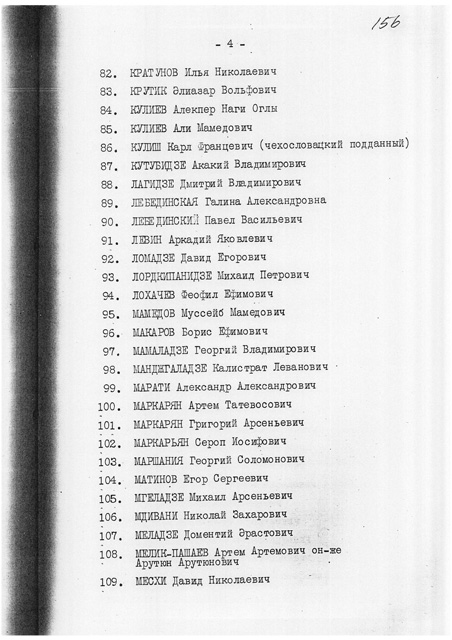 156
- 4 -
82. КРАТУНОВ Илья Николаевич
83. КРУТИК Элиазар Вольфович
84. КУЛИЕВ Алекпер Наги Оглы
85. КУЛИЕВ Али Мамедович
86. КУЛИШ Карл Францевич (чехословацкий подданный)
87. КУТУБИДЗЕ Акакий Владимирович
88. ЛАГИДЗЕ Дмитрий Владимирович
89. ЛЕБЕДИНСКАЯ Галина Александровна
90. ЛЕБЕДИНСКИЙ Павел Васильевич
91. ЛЕВИН Аркадий Яковлевич
92. ЛОМАДЗЕ Давид Егорович
93. ЛОРДКИПАНИДЗЕ Михаил Петрович
94. ЛОХАЧЕВ Феофил Ефимович
95. МАМЕДОВ Муссейб Мамедович
96. МАКАРОВ Борис Ефимович
97. МАМАЛАДЗЕ Георгий Владимирович
98. МАНДЖГАЛАДЗЕ Калистрат Леванович
99. МАРАТИ Александр Александрович
100. МАРКАРЯН Артем Татевосович
101. МАРКАРЯН Григорий Арсеньевич
102. МАРКАРЬЯН Сероп Иосифович
103. МАРШАНИЯ Георгий Соломонович
104. МАТИНОВ Егор Сергеевич
105. МГЕЛАДЗЕ Михаил Арсеньевич
106. МДИВАНИ Николай Захарович
107. МЕЛАДЗЕ Доментий Эрастович
108. МЕЛИК-ПАШАЕВ Артем Артемович он-же
Арутюн Арутюнович
109. МЕСХИ Давид Николаевич